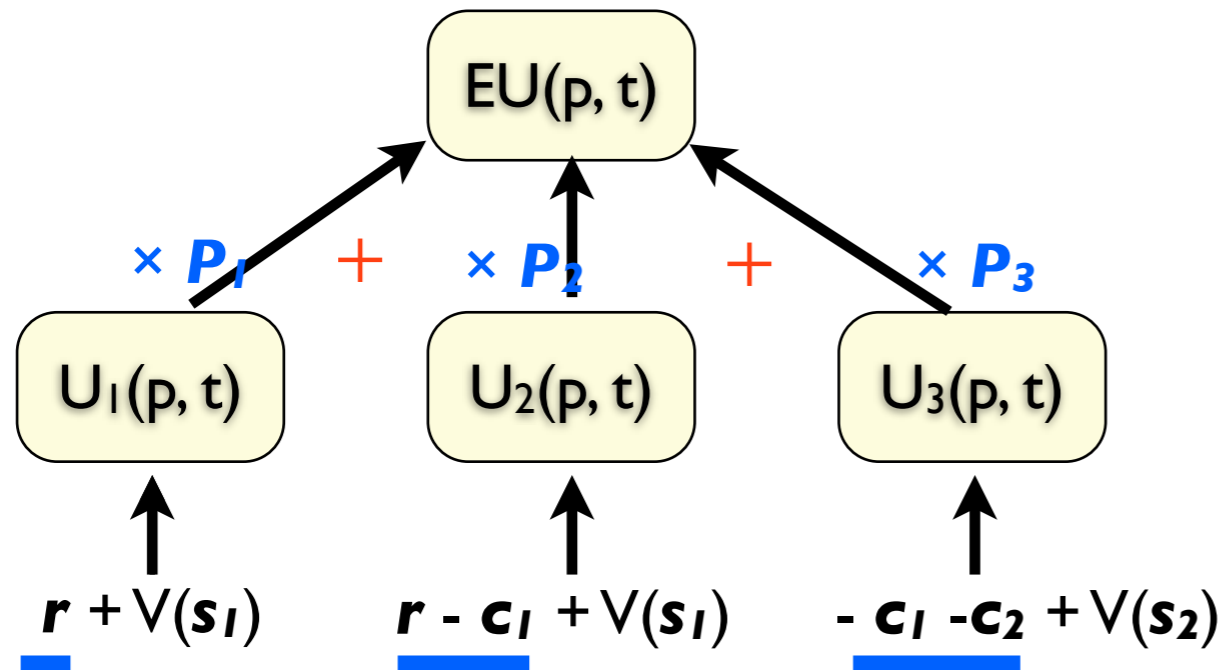 EU(p, t)
× P₁ + × P₂ + × P₃
U₁(p, t) U₂(p, t) U₃(p, t)
r + V(s₁) r - c₁ + V(s₁) - c₁ -c₂ + V(s₂)